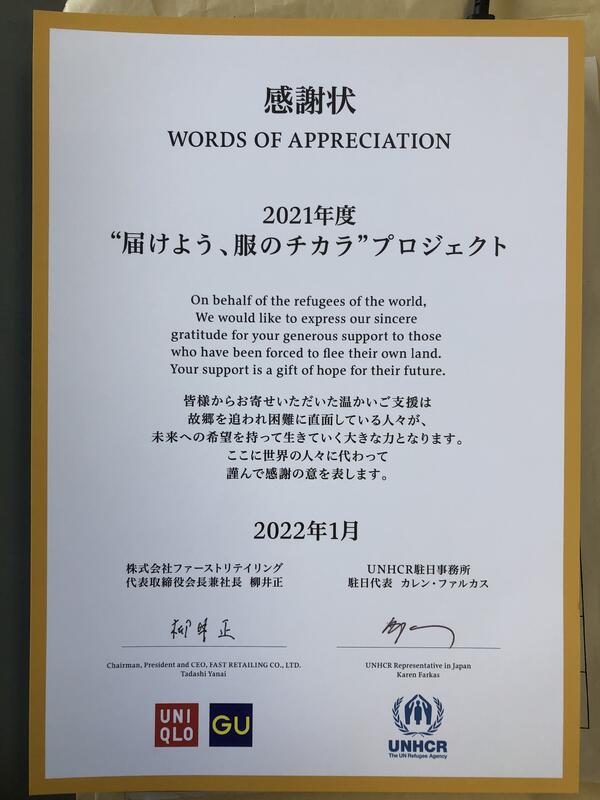 感謝状
WORDS OF APPRECIATION
2021年度
“届けよう、服のチカラ”プロジェクト
On behalf of the refugees of the world,
We would like to express our sincere
gratitude for your generous support to those
who have been forced to flee their own land.
Your support is a gift of hope for their future.
皆様からお寄せいただいた温かいご支援は
故郷を追われ困難に直面している人々が、
未来への希望を持って生きていく大きな力となります。
ここに世界の人々に代わって
謹んで感謝の意を表します。
2022年1月
株式会社ファーストリテイリング
代表取締役会長兼社長 柳井正
柳井正
Chairman, President and CEO, FAST RETAILING CO., LTD.
Tadashi Yanai
UNHCR駐日事務所
駐日代表 カレン・ファルカス
UNHCR Representative in Japan
Karen Farkas
UNI
QLO
GU
UNHCR
The UN Refugee Agency